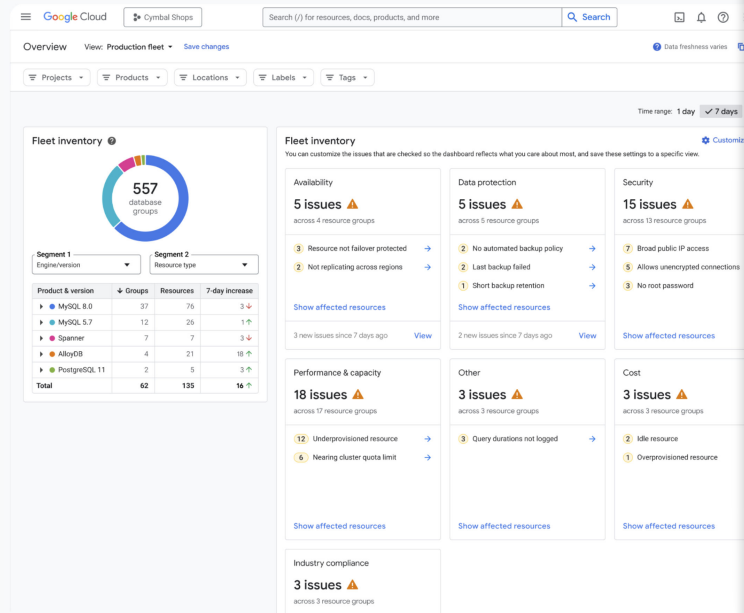 Google Cloud
Cymbal Shops
Search (/) for resources, docs, products, and more
Search
Overview
View: Production fleet
Save changes
Data freshness varies
Projects
Products
Locations
Labels
Tags
Time range: 1 day 7 days
Fleet inventory
557
database
groups
Segment 1
Engine/version
Segment 2
Resource type
Product & version Groups Resources 7-day increase
MySQL 8.0 37 76 3
MySQL 5.7 12 26 1
Spanner 7 7 3
AlloyDB 4 21 18
PostgreSQL 11 2 5 3
Total 62 135 16
Fleet inventory
Customiz
You can customize the issues that are checked so the dashboard reflects what you care about most, and save these settings to a specific view.
Availability
5 issues
across 4 resource groups
3 Resource not failover protected
2 Not replicating across regions
Show affected resources
3 new issues since 7 days ago View
Data protection
5 issues
across 5 resource groups
2 No automated backup policy
2 Last backup failed
1 Short backup retention
Show affected resources
2 new issues since 7 days ago View
Security
15 issues
across 13 resource groups
7 Broad public IP access
5 Allows unencrypted connections
3 No root password
Show affected resources
Performance & capacity
18 issues
across 17 resource groups
12 Underprovisioned resource
6 Nearing cluster quota limit
Show affected resources
Other
3 issues
across 3 resource groups
3 Query durations not logged
Show affected resources
Cost
3 issues
across 3 resource groups
2 Idle resource
1 Overprovisioned resource
Show affected resources
Industry compliance
3 issues
across 3 resource groups